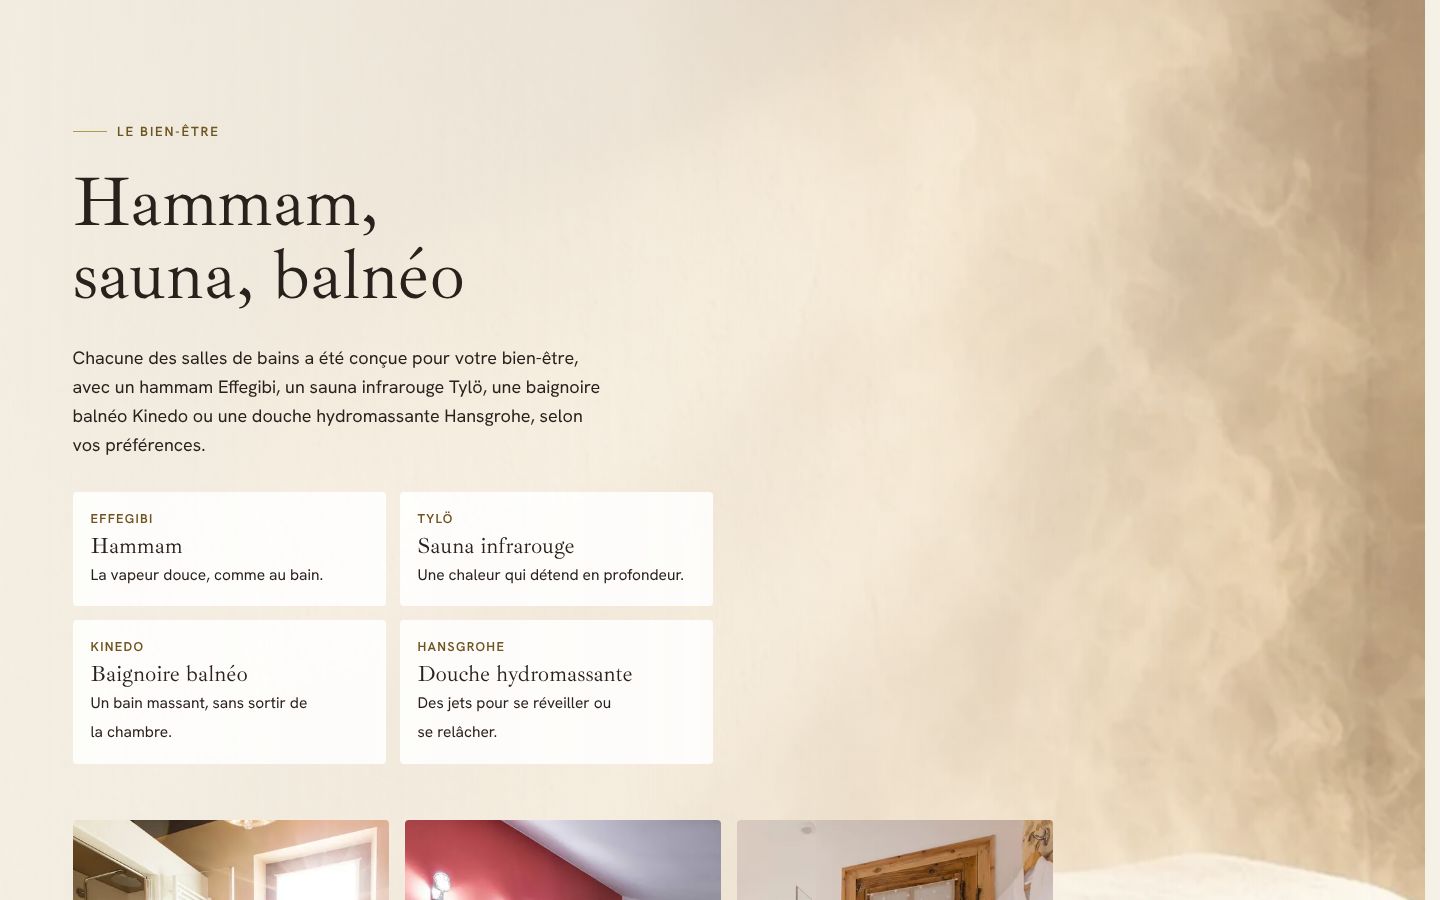 LE BIEN-ÊTRE
Hammam,
sauna, balnéo
Chacune des salles de bains a été conçue pour votre bien-être,
avec un hammam Effegibi, un sauna infrarouge Tylö, une baignoire
balnéo Kinedo ou une douche hydromassante Hansgrohe, selon
vos préférences.
EFFEGIBI
Hammam
La vapeur douce, comme au bain.
TYLÖ
Sauna infrarouge
Une chaleur qui détend en profondeur.
KINEDO
Baignoire balnéo
Un bain massant, sans sortir de
la chambre.
HANSGROHE
Douche hydromassante
Des jets pour se réveiller ou
se relâcher.